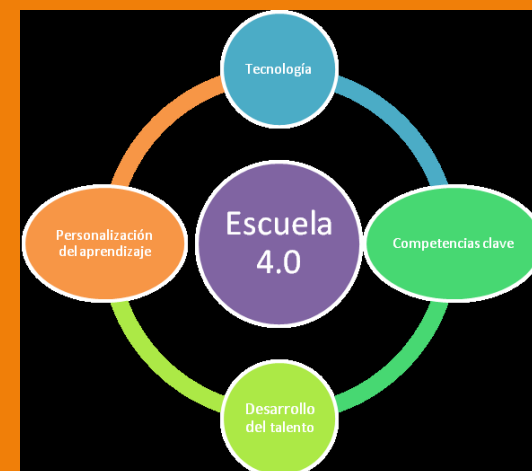 Tecnología
Personalización
del aprendizaje
Escuela
4.0
Competencias clave
Desarrollo
del talento